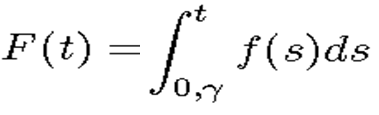 F(t) = ∫_{0,γ}^{t} f(s)ds